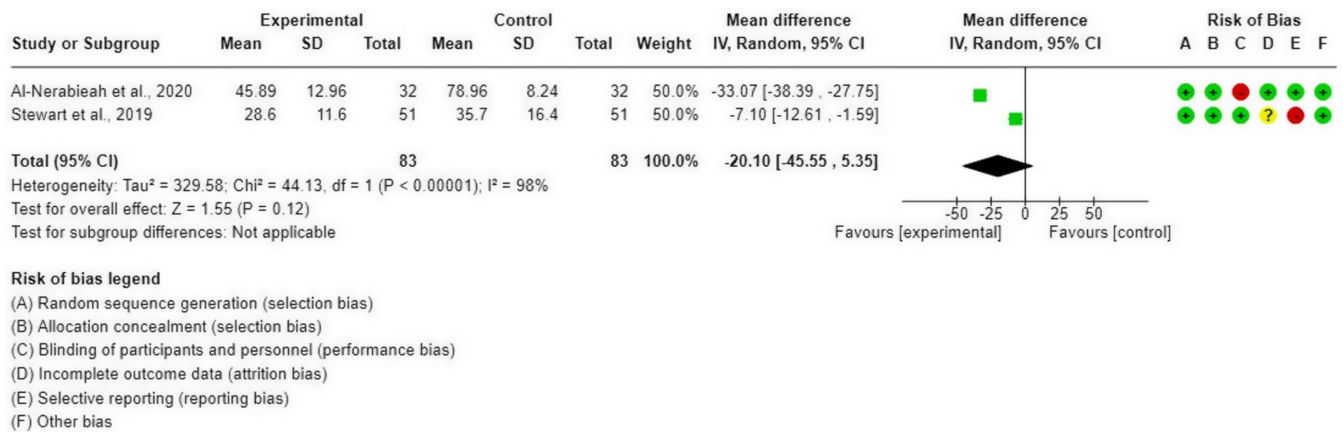 Experimental Control Mean difference Mean difference Risk of Bias
Study or Subgroup Mean SD Total Mean SD Total Weight IV, Random, 95% CI IV, Random, 95% CI A B C D E F
Al-Nerabieah et al., 2020 45.89 12.96 32 78.96 8.24 32 50.0% -33.07 [-38.39 , -27.75] + + - + + +
Stewart et al., 2019 28.6 11.6 51 35.7 16.4 51 50.0% -7.10 [-12.61 , -1.59] + + + ? - +
Total (95% CI) 83 83 100.0% -20.10 [-45.55 , 5.35]
Heterogeneity: Tau² = 329.58; Chi² = 44.13, df = 1 (P < 0.00001); I² = 98%
Test for overall effect: Z = 1.55 (P = 0.12)
-50 -25 0 25 50
Test for subgroup differences: Not applicable Favours [experimental] Favours [control]
Risk of bias legend
(A) Random sequence generation (selection bias)
(B) Allocation concealment (selection bias)
(C) Blinding of participants and personnel (performance bias)
(D) Incomplete outcome data (attrition bias)
(E) Selective reporting (reporting bias)
(F) Other bias